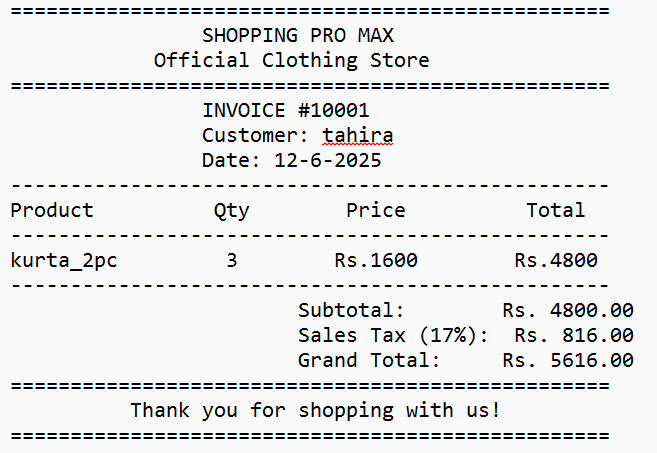 ==================================================
SHOPPING PRO MAX
Official Clothing Store
==================================================
INVOICE #10001
Customer: tahira
Date: 12-6-2025
--------------------------------------------------
Product Qty Price Total
--------------------------------------------------
kurta_2pc 3 Rs.1600 Rs.4800
--------------------------------------------------
Subtotal: Rs. 4800.00
Sales Tax (17%): Rs. 816.00
Grand Total: Rs. 5616.00
==================================================
Thank you for shopping with us!
==================================================